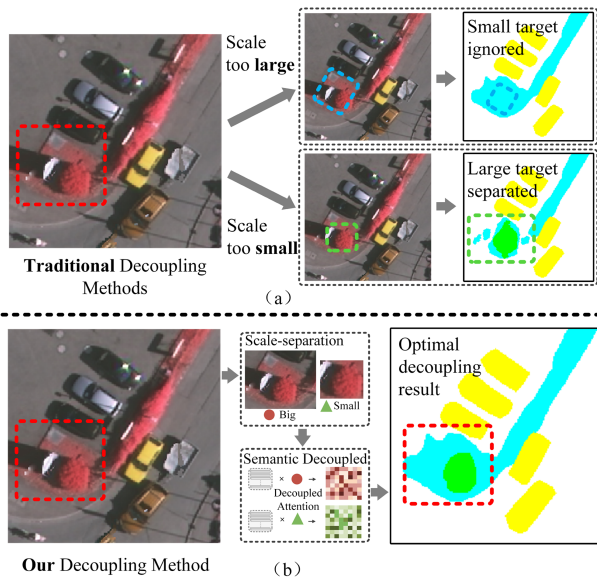 Scale
too large
Small target
ignored
Scale
too small
Large target
separated
Traditional Decoupling
Methods
(a)
Scale-separation
Big
Small
Semantic Decoupled
× →
Decoupled
Attention
× →
Optimal
decoupling
result
Our Decoupling Method
(b)